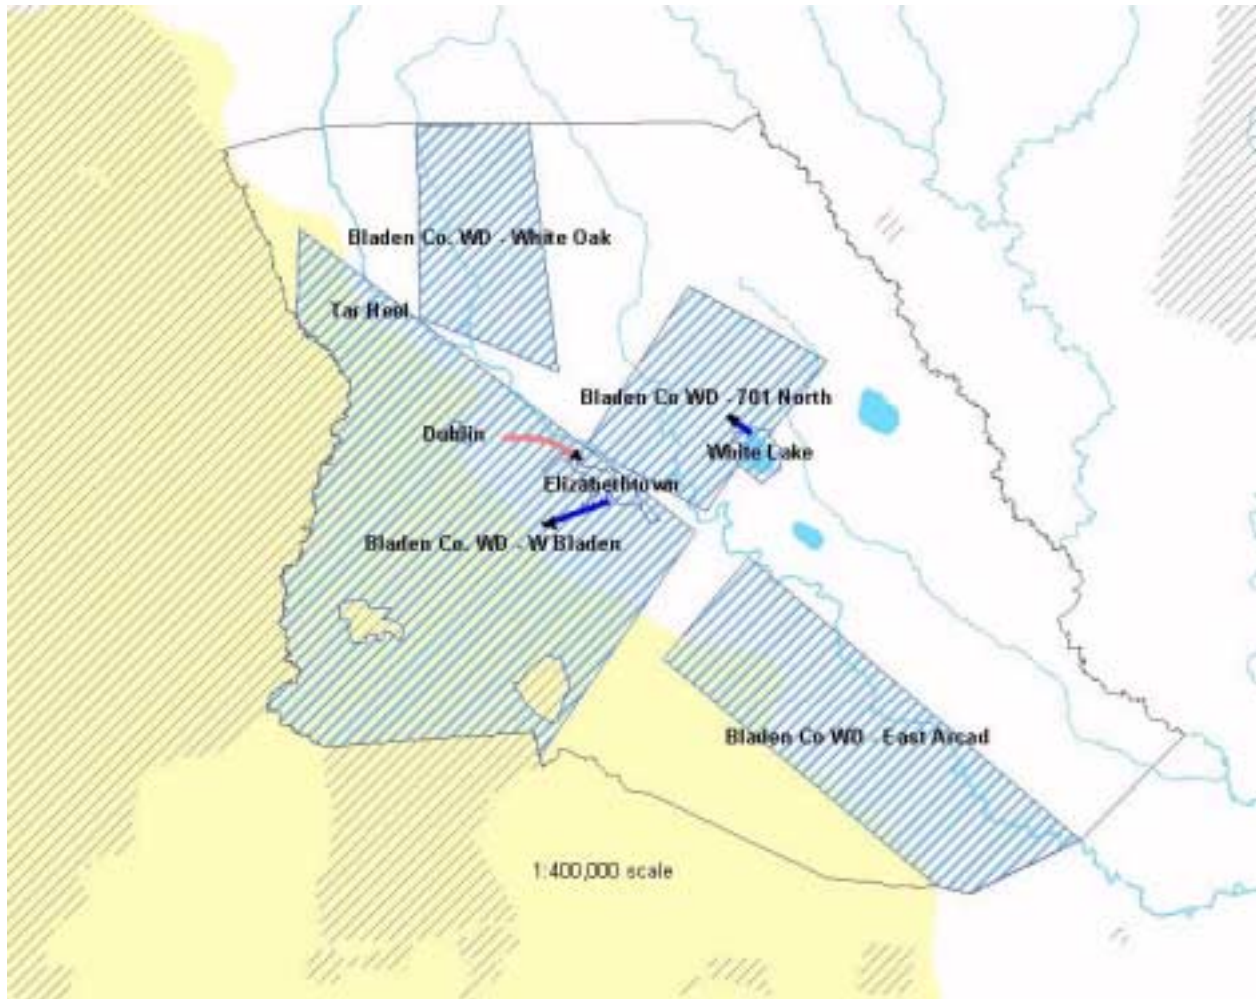 Bladen Co. WD - White Oak
Tar Heel
Bladen Co WD - 701 North
Dublin
White Lake
Elizabethtown
Bladen Co. WD - W Bladen
Bladen Co WD - East Arcad
1:400,000 scale